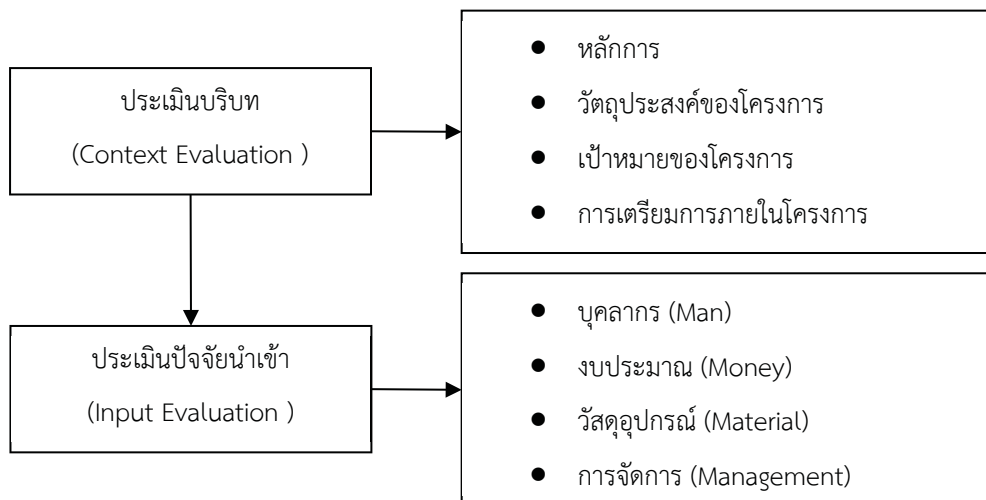 ประเมินบริบท
(Context Evaluation )
● หลักการ
● วัตถุประสงค์ของโครงการ
● เป้าหมายของโครงการ
● การเตรียมการภายในโครงการ
ประเมินปัจจัยนำเข้า
(Input Evaluation )
● บุคลากร (Man)
● งบประมาณ (Money)
● วัสดุอุปกรณ์ (Material)
● การจัดการ (Management)